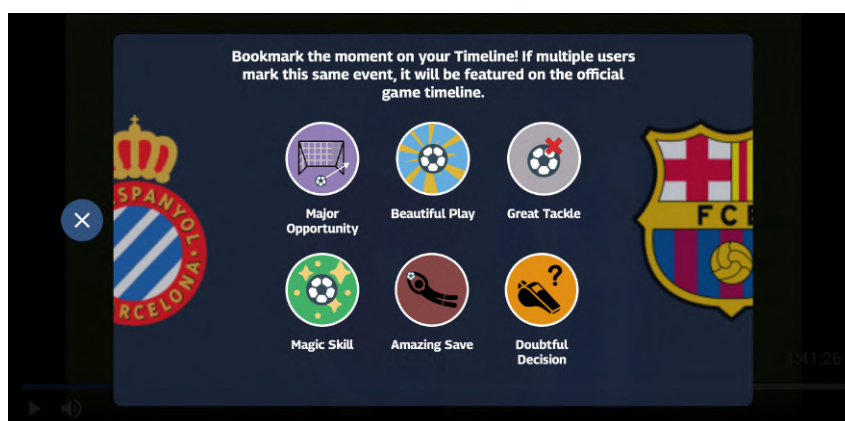 Bookmark the moment on your Timeline! If multiple users
mark this same event, it will be featured on the official
game timeline.
SPANYOL
RCELON
FCB
Major
Opportunity
Beautiful Play
Great Tackle
Magic Skill
Amazing Save
?
Doubtful
Decision
1:41:26